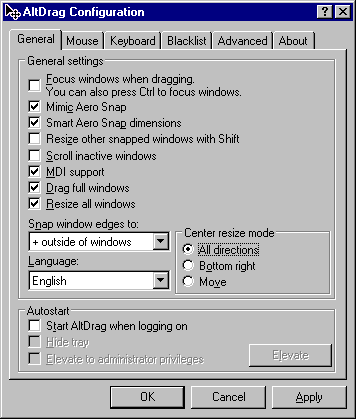 AltDrag Configuration
General Mouse Keyboard Blacklist Advanced About
General settings
Focus windows when dragging.
You can also press Ctrl to focus windows.
Mimic Aero Snap
Smart Aero Snap dimensions
Resize other snapped windows with Shift
Scroll inactive windows
MDI support
Drag full windows
Resize all windows
Snap window edges to:
+ outside of windows
Language:
English
Center resize mode
All directions
Bottom right
Move
Autostart
Start AltDrag when logging on
Hide tray
Elevate to administrator privileges
Elevate
OK Cancel Apply